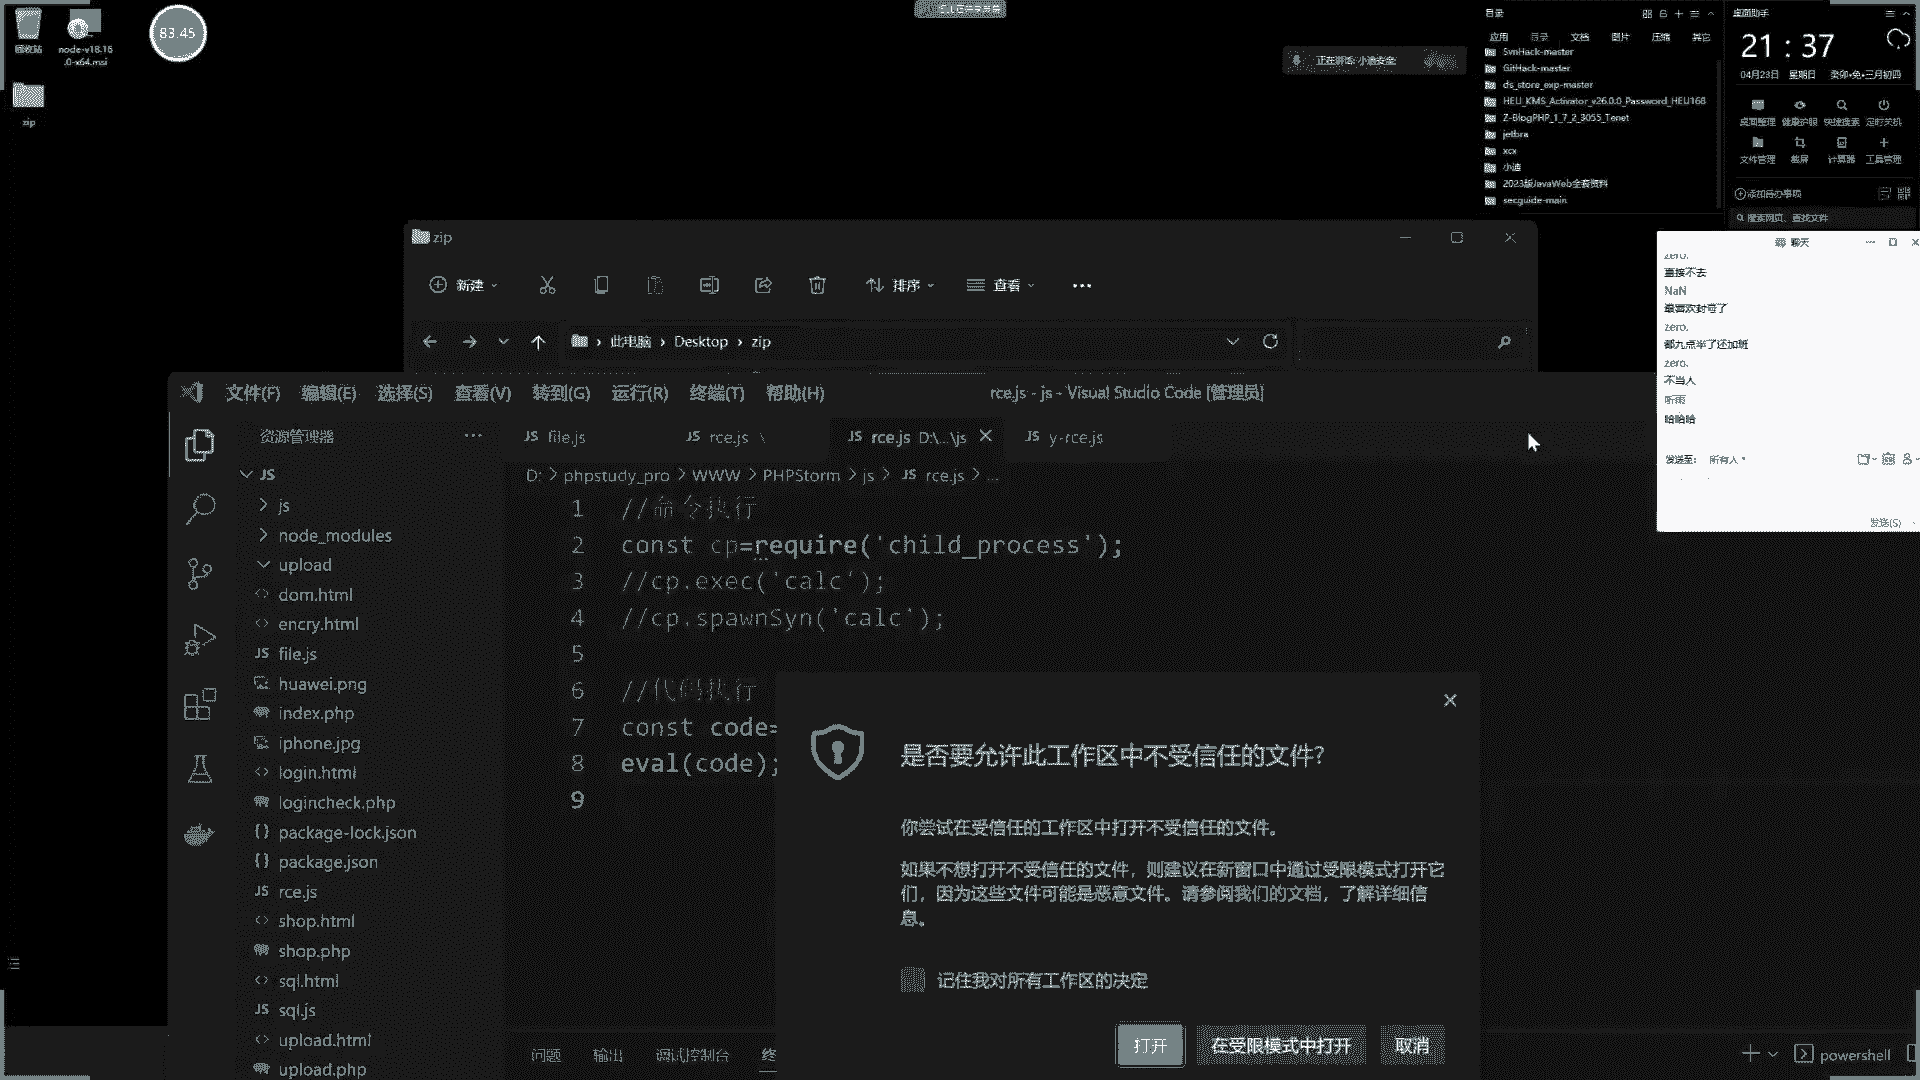 回收站
node-v18.16
.0-x64.msi
83.45
zip
目录
应用 目录 文档 图片 压缩 其它
SvnHack-master
GitHack-master
ds_store_exp-master
HEU_KMS_Activator_v26.0.0_Password_HEU168
Z-BlogPHP_1_7_2_3055_Tenet
jetbra
xcx
小迪
2023版JavaWeb全套资料
secguide-main
桌面助手
21 : 37
04月23日 星期日 癸卯•兔•三月初四
桌面整理 健康护眼 快捷搜索 定时关机
文件管理 截屏 计算器 工具管理
添加待办事项
搜索网页、查找文件
正在讲话: 小迪安全
聊天
zero.
直接不去
NaN
最喜欢封号了
zero.
都九点半了还加班
zero.
不当人
听雨
哈哈哈
发送至: 所有人
发送(S)
zip
新建 排序 查看
此电脑 > Desktop > zip
文件(F) 编辑(E) 选择(S) 查看(V) 转到(G) 运行(R) 终端(T) 帮助(H) rce.js - js - Visual Studio Code [管理员]
资源管理器
JS file.js JS rce.js \ JS rce.js D:\...\js JS y-rce.js
D: > phpstudy_pro > WWW > PHPStorm > js > JS rce.js > ...
JS
js
node_modules
upload
dom.html
encry.html
JS file.js
huawei.png
index.php
iphone.jpg
login.html
logincheck.php
package-lock.json
package.json
JS rce.js
shop.html
shop.php
sql.html
JS sql.js
upload.html
upload.php
1 //命令执行
2 const cp=require('child_process');
3 //cp.exec('calc');
4 //cp.spawnSyn('calc');
5
6 //代码执行
7 const code=
8 eval(code);
9
是否要允许此工作区中不受信任的文件?
你尝试在受信任的工作区中打开不受信任的文件。
如果不想打开不受信任的文件，则建议在新窗口中通过受限模式打开它
们，因为这些文件可能是恶意文件。请参阅我们的文档，了解详细信
息。
记住我对所有工作区的决定
打开 在受限模式中打开 取消
问题 输出 调试控制台 终
powershell